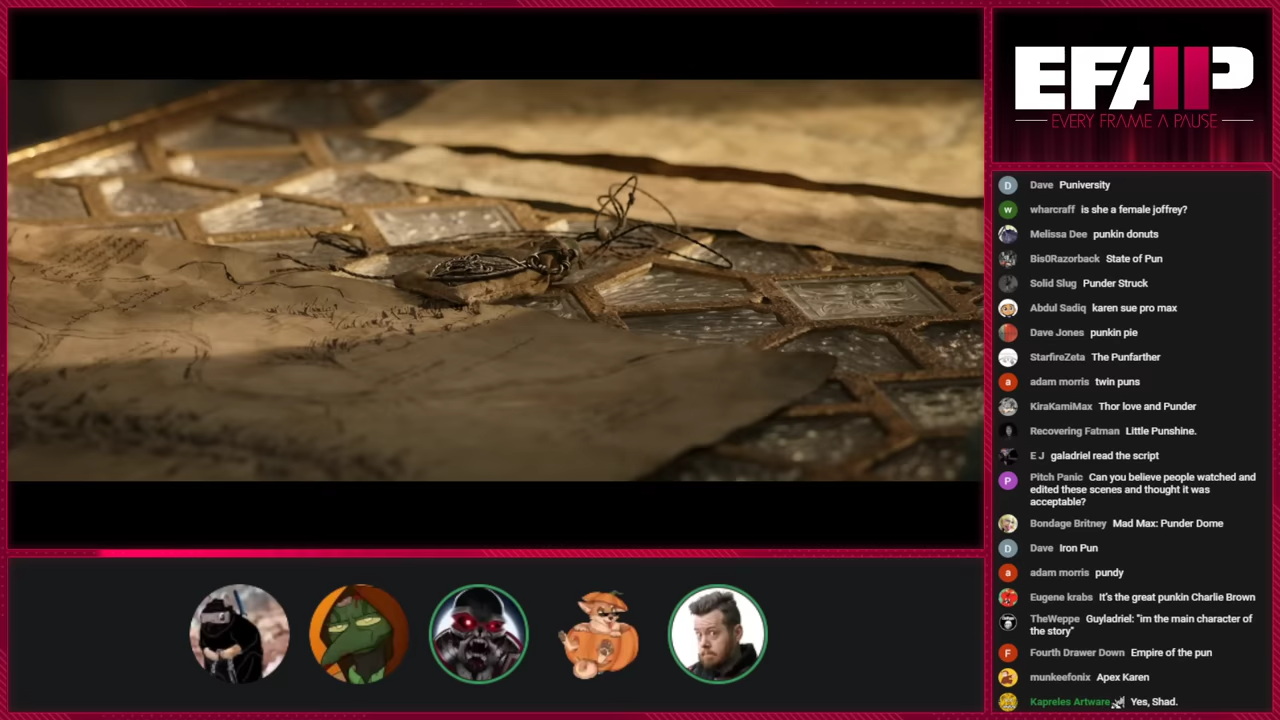 EFAP
EVERY FRAME A PAUSE
Dave Puniversity
wharcraff is she a female joffrey?
Melissa Dee punkin donuts
Bis0Razorback State of Pun
Solid Slug Punder Struck
Abdul Sadiq karen sue pro max
Dave Jones punkin pie
StarfireZeta The Punfarther
adam morris twin puns
KiraKamiMax Thor love and Punder
Recovering Fatman Little Punshine.
E J galadriel read the script
Pitch Panic Can you believe people watched and
edited these scenes and thought it was
acceptable?
Bondage Britney Mad Max: Punder Dome
Dave Iron Pun
adam morris pundy
Eugene krabs It's the great punkin Charlie Brown
TheWeppe Guyladriel: "im the main character of
the story"
Fourth Drawer Down Empire of the pun
munkeefonix Apex Karen
Kapreles Artware Yes, Shad.
D
w
a
P
D
a
F